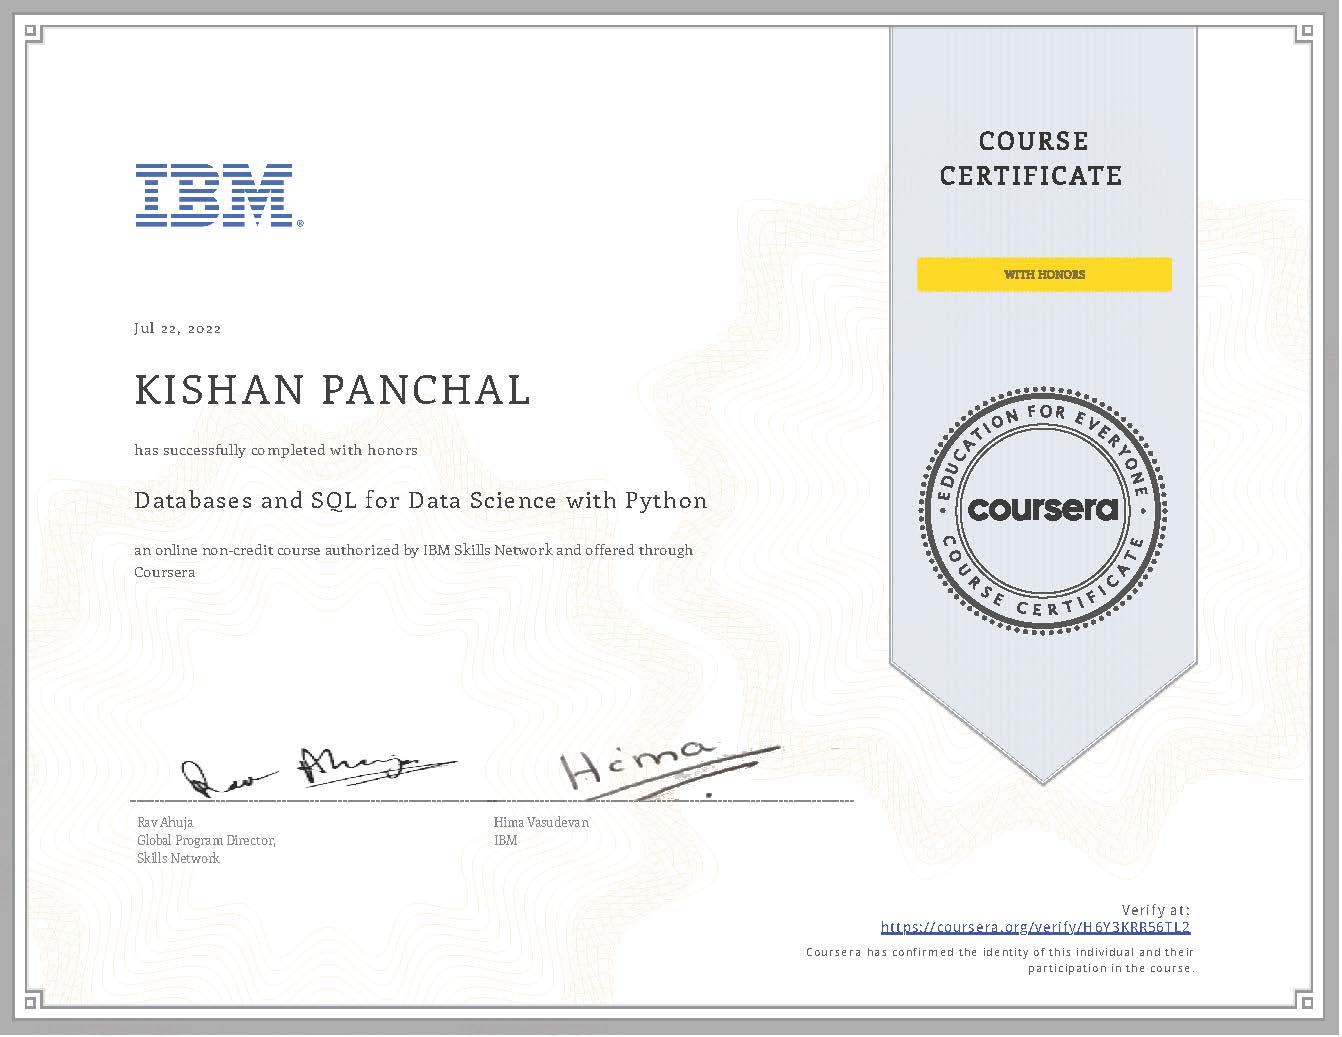 IBM®
Jul 22, 2022
KISHAN PANCHAL
has successfully completed with honors
Databases and SQL for Data Science with Python
an online non-credit course authorized by IBM Skills Network and offered through
Coursera
COURSE
CERTIFICATE
WITH HONORS
EDUCATION FOR EVERYONE
coursera
COURSE CERTIFICATE
Rav Ahuja
Hima
Rav Ahuja
Global Program Director,
Skills Network
Hima Vasudevan
IBM
Verify at:
https://coursera.org/verify/H6Y3KRR56TL2
Coursera has confirmed the identity of this individual and their
participation in the course.